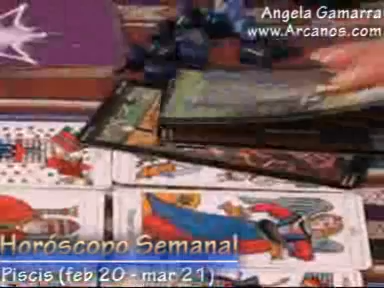 Angela Gamarra
www.Arcanos.com
Horóscopo Semanal
Piscis (feb 20 - mar 21)